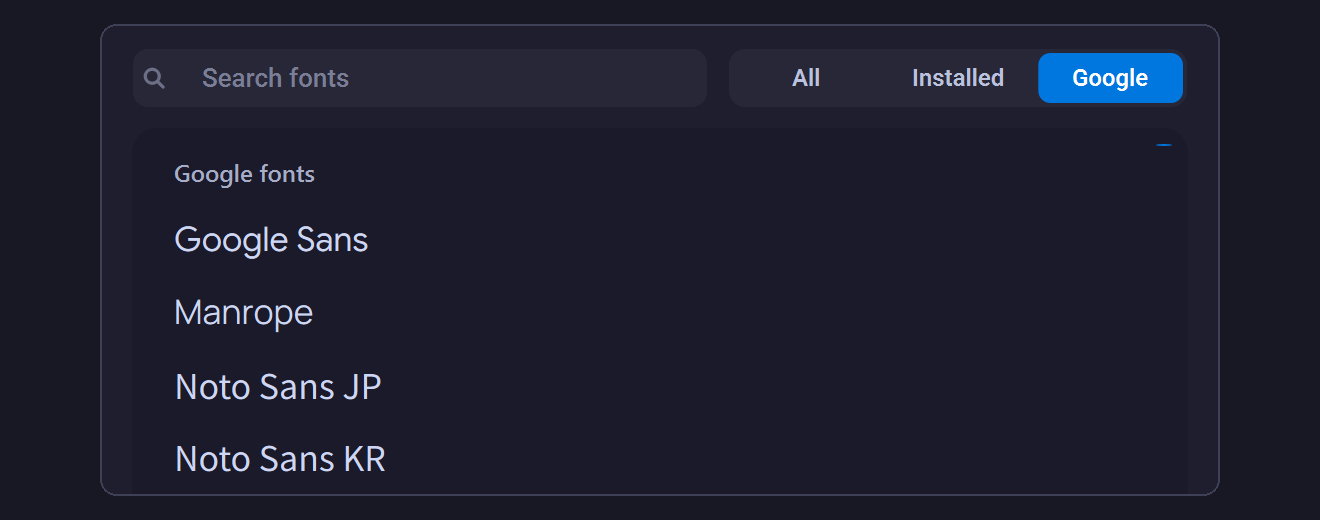 Search fonts
All Installed Google
Google fonts
Google Sans
Manrope
Noto Sans JP
Noto Sans KR